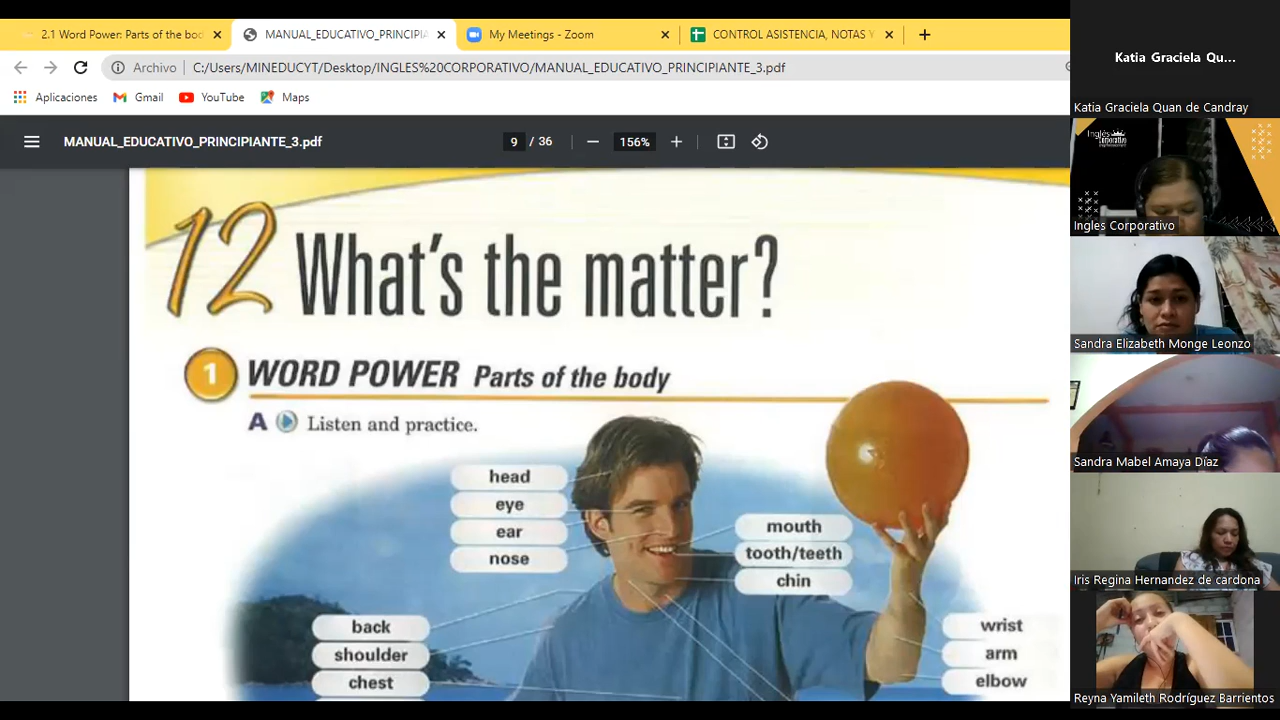 2.1 Word Power: Parts of the bod
MANUAL_EDUCATIVO_PRINCIPIA
My Meetings - Zoom
CONTROL ASISTENCIA, NOTAS Y
Archivo
C:/Users/MINEDUCYT/Desktop/INGLES%20CORPORATIVO/MANUAL_EDUCATIVO_PRINCIPIANTE_3.pdf
Aplicaciones
Gmail
YouTube
Maps
MANUAL_EDUCATIVO_PRINCIPIANTE_3.pdf
9 / 36
156%
12 What's the matter?
1 WORD POWER Parts of the body
A Listen and practice.
head
eye
ear
nose
mouth
tooth/teeth
chin
back
shoulder
chest
wrist
arm
elbow
Katia Graciela Qu...
Katia Graciela Quan de Candray
Inglés
Corporativo
Ingles Corporativo
Sandra Elizabeth Monge Leonzo
Sandra Mabel Amaya Díaz
Iris Regina Hernandez de cardona
Reyna Yamileth Rodríguez Barrientos